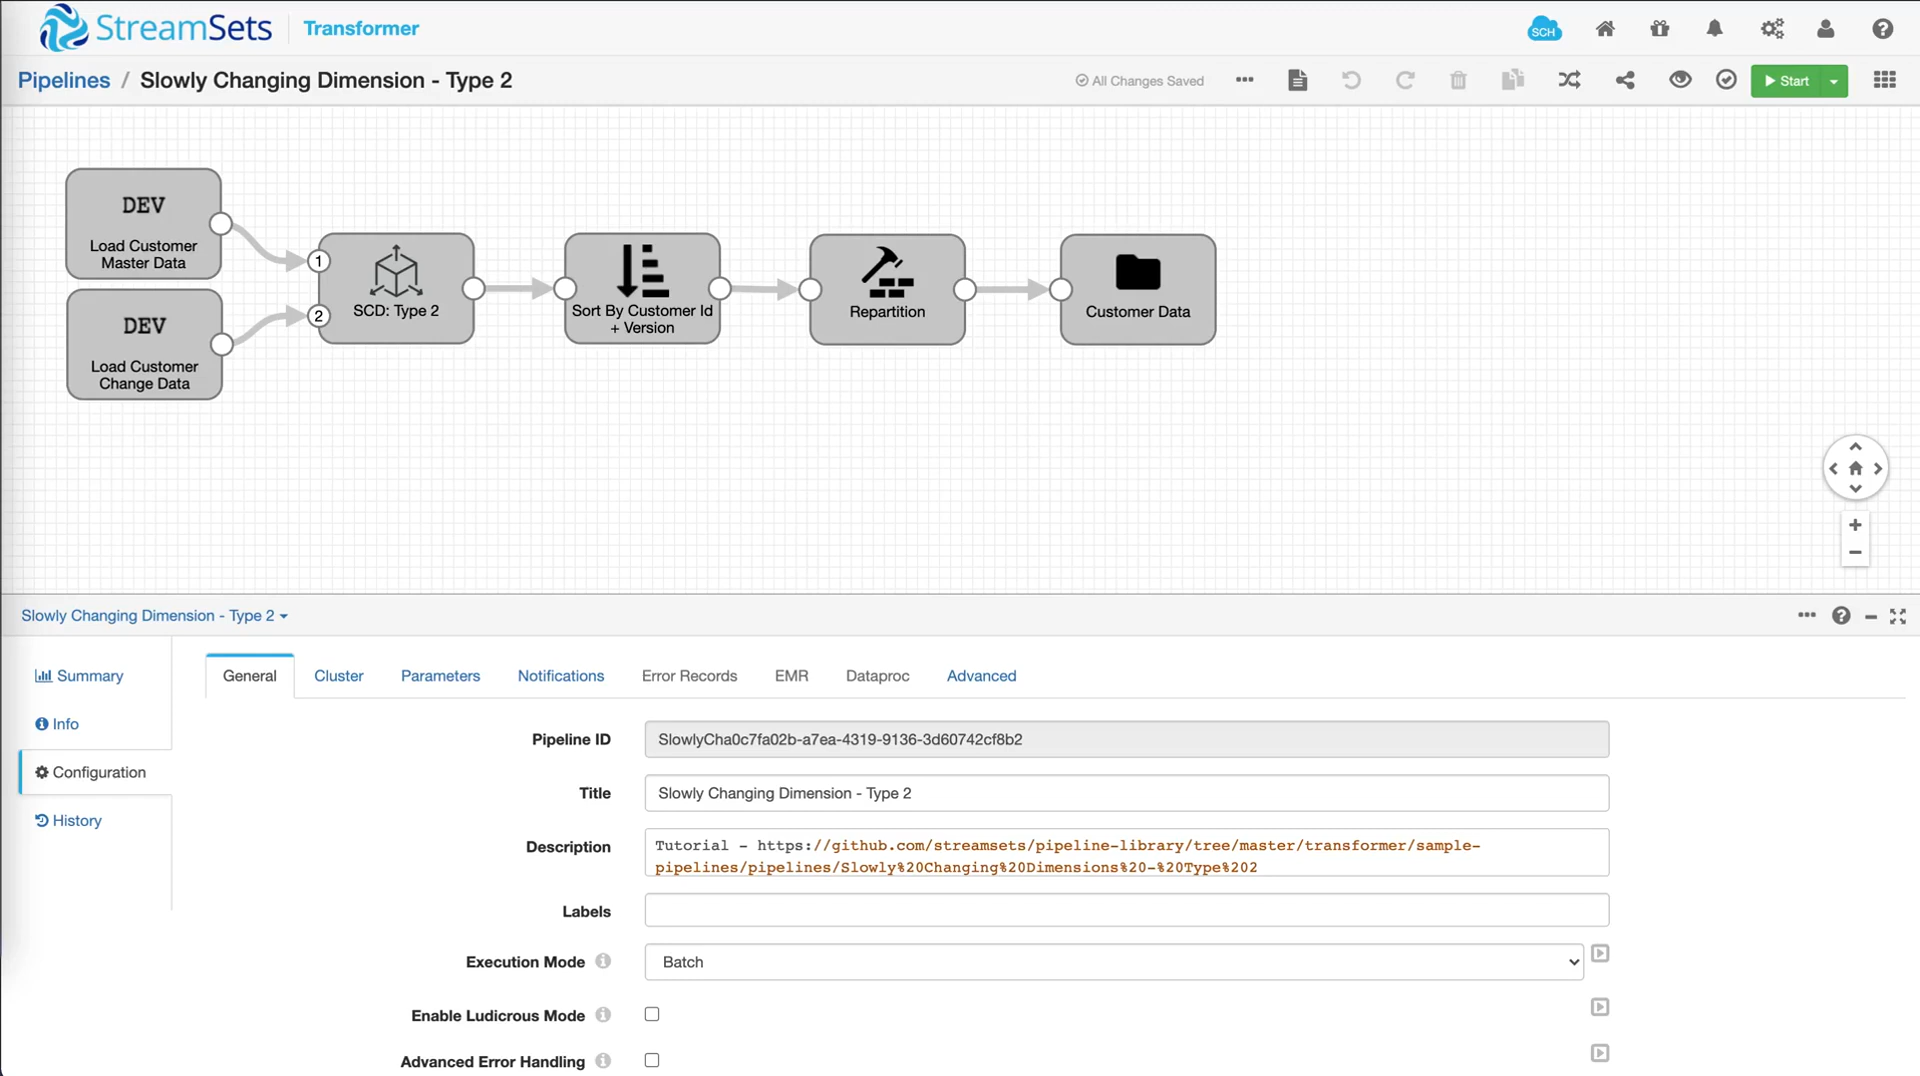 StreamSets Transformer
SCH
Pipelines / Slowly Changing Dimension - Type 2
All Changes Saved
Start
DEV
Load Customer
Master Data
DEV
Load Customer
Change Data
1
2
SCD: Type 2
Sort By Customer Id
+ Version
Repartition
Customer Data
Slowly Changing Dimension - Type 2
Summary
Info
Configuration
History
General Cluster Parameters Notifications Error Records EMR Dataproc Advanced
Pipeline ID SlowlyCha0c7fa02b-a7ea-4319-9136-3d60742cf8b2
Title Slowly Changing Dimension - Type 2
Description Tutorial - https://github.com/streamsets/pipeline-library/tree/master/transformer/sample-
pipelines/pipelines/Slowly%20Changing%20Dimensions%20-%20Type%202
Labels
Execution Mode Batch
Enable Ludicrous Mode
Advanced Error Handling